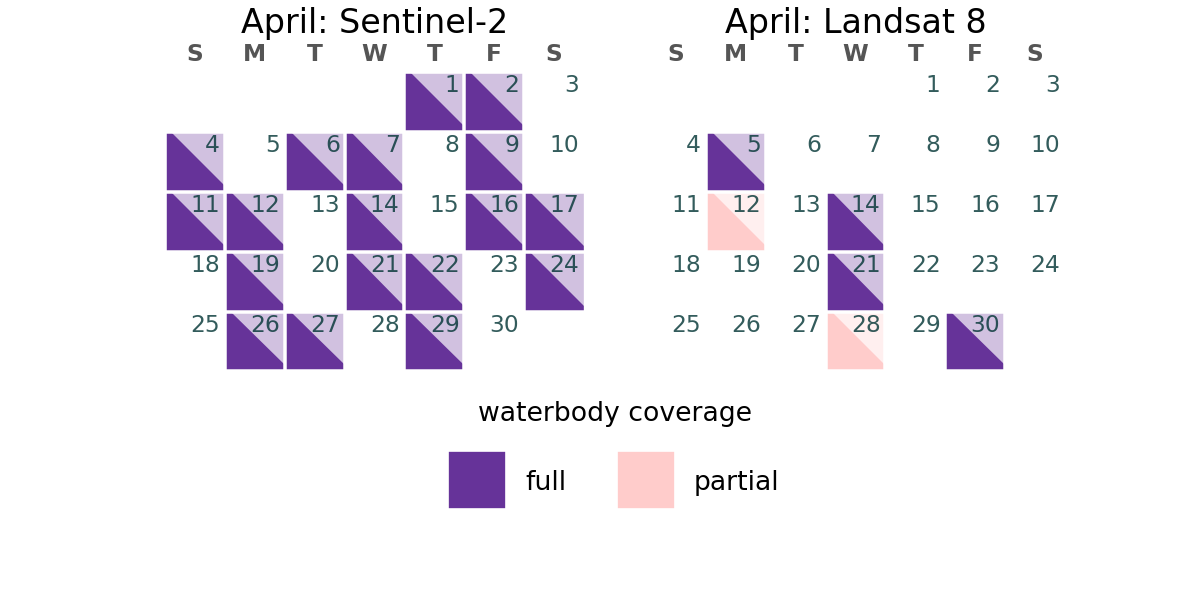 April: Sentinel-2
S M T W T F S
1 2 3
4 5 6 7 8 9 10
11 12 13 14 15 16 17
18 19 20 21 22 23 24
25 26 27 28 29 30
April: Landsat 8
S M T W T F S
1 2 3
4 5 6 7 8 9 10
11 12 13 14 15 16 17
18 19 20 21 22 23 24
25 26 27 28 29 30
waterbody coverage
full partial